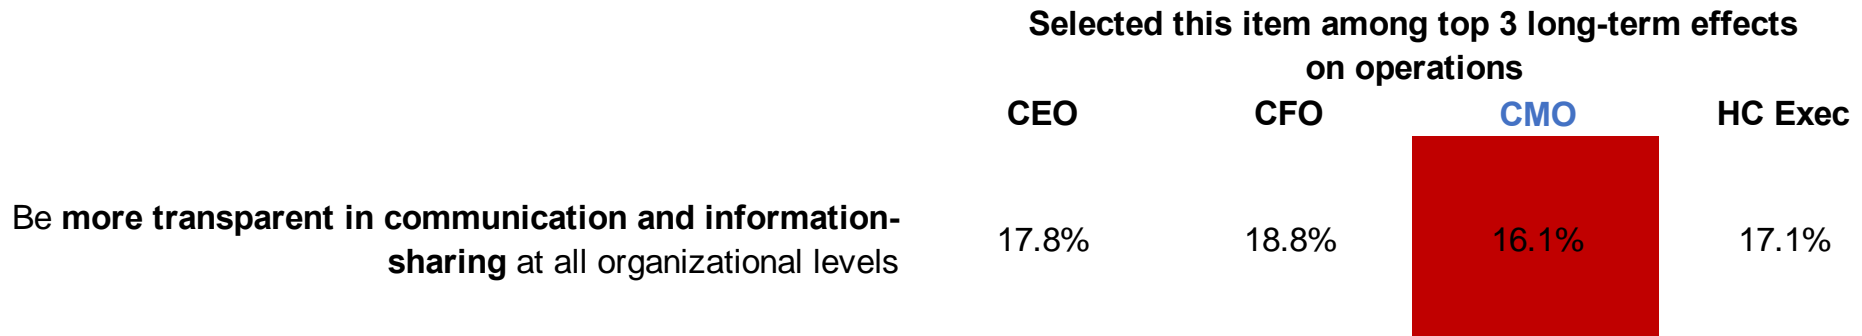 Selected this item among top 3 long-term effects
on operations
CEO CFO CMO HC Exec
Be more transparent in communication and information-
sharing at all organizational levels
17.8% 18.8% 16.1% 17.1%